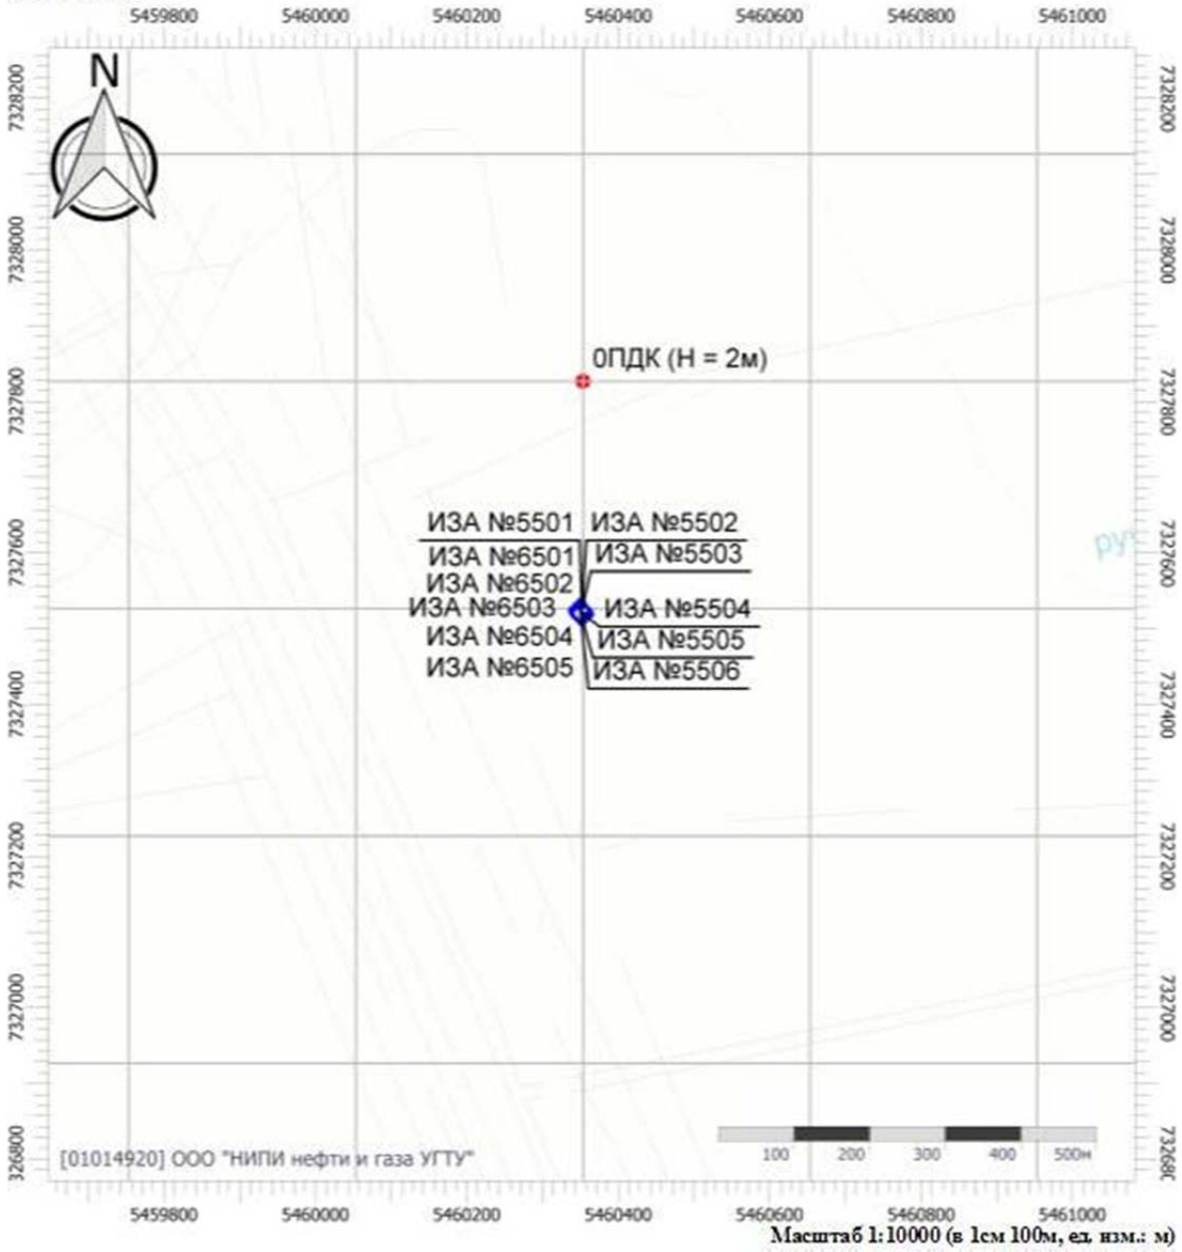 5459800 5460000 5460200 5460400 5460600 5460800 5461000
N
7328200 7328200
7328000 7328000
0ПДК (Н = 2м)
7327800 7327800
ИЗА №5501 ИЗА №5502
ИЗА №6501 ИЗА №5503
7327600 7327600
ру
ИЗА №6502
ИЗА №6503 ИЗА №5504
ИЗА №6504 ИЗА №5505
ИЗА №6505 ИЗА №5506
7327400 7327400
7327200 7327200
7327000 7327000
326800 73268
[01014920] ООО "НИПИ нефти и газа УГТУ"
100 200 300 400 500м
5459800 5460000 5460200 5460400 5460600 5460800 5461000
Масштаб 1:10000 (в 1см 100м, ед. изм.: м)